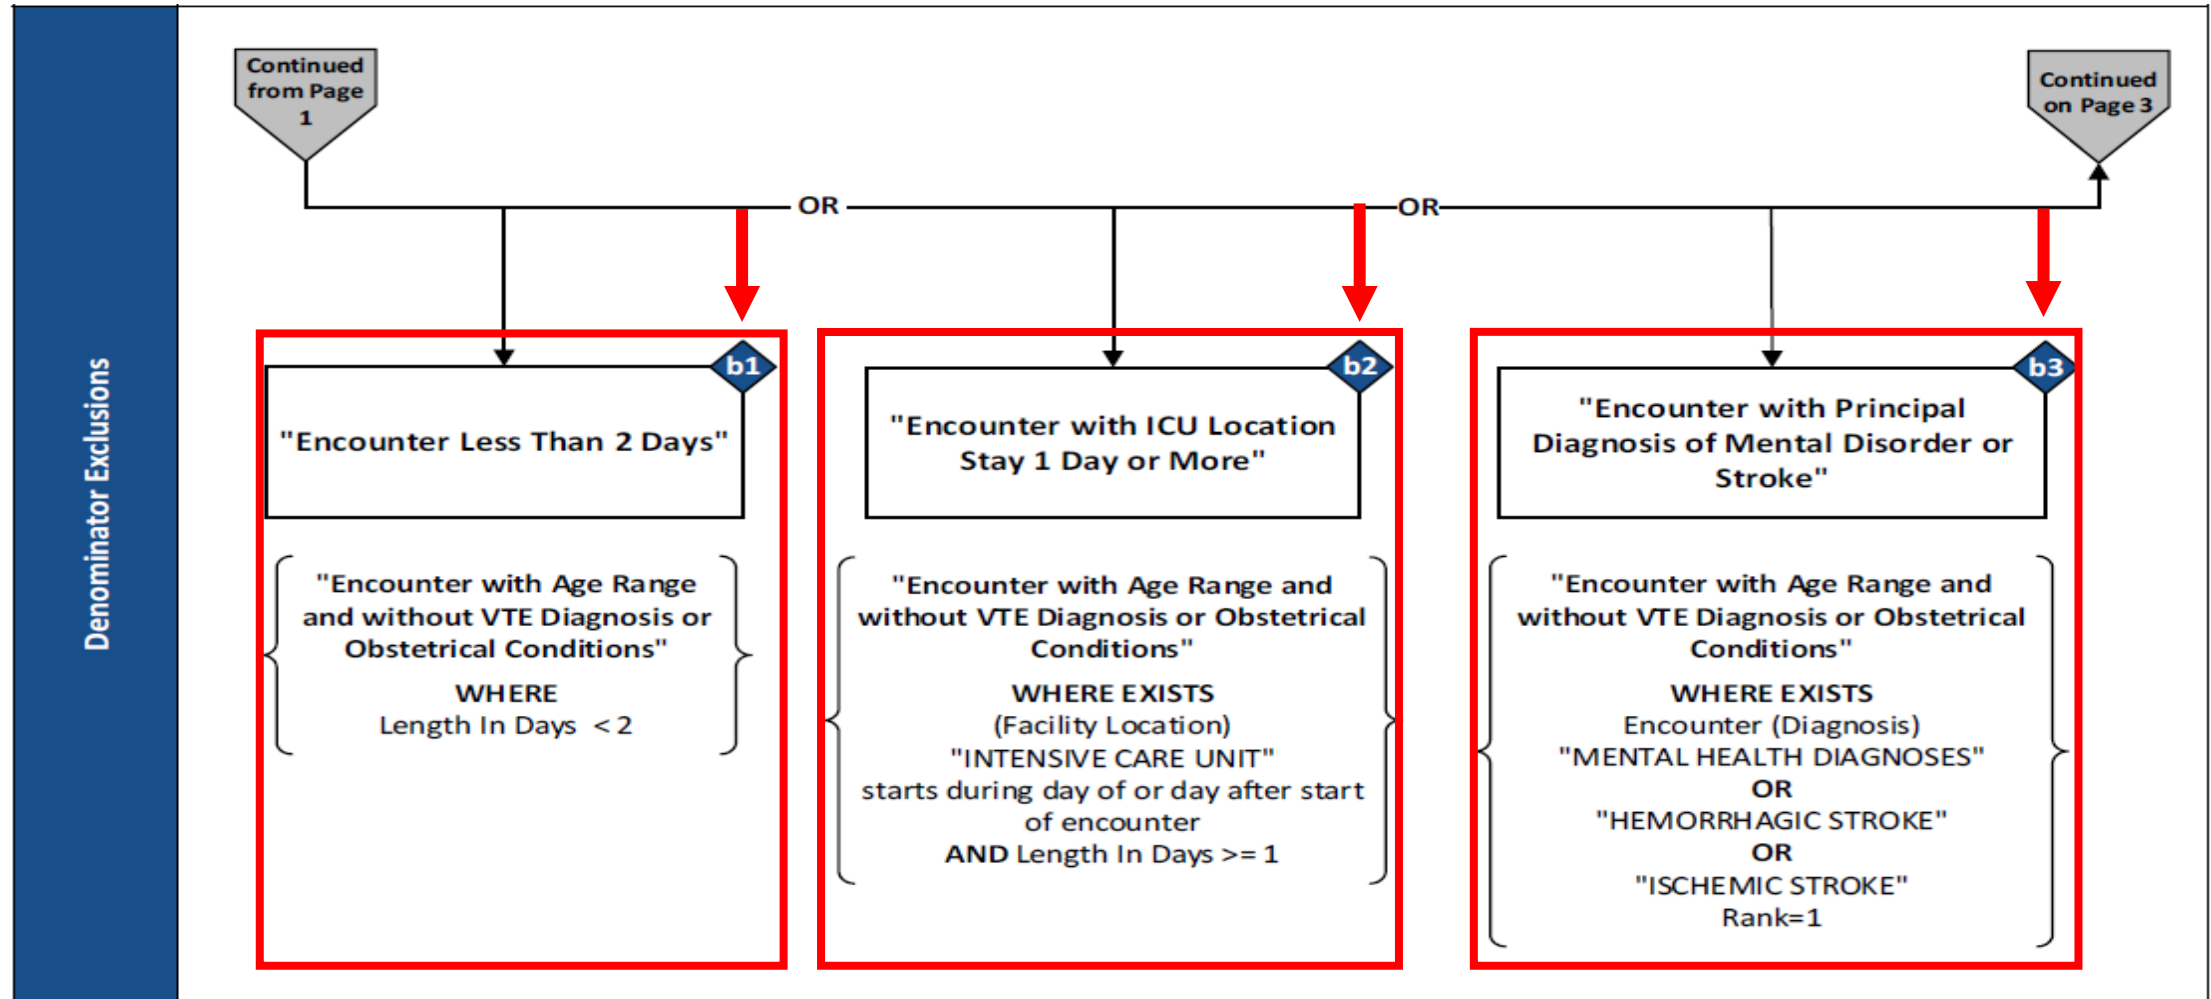 Denominator Exclusions
Continued
from Page
1
Continued
on Page 3
OR
OR
b1
"Encounter Less Than 2 Days"
"Encounter with Age Range
and without VTE Diagnosis or
Obstetrical Conditions"
WHERE
Length In Days < 2
b2
"Encounter with ICU Location
Stay 1 Day or More"
"Encounter with Age Range and
without VTE Diagnosis or Obstetrical
Conditions"
WHERE EXISTS
(Facility Location)
"INTENSIVE CARE UNIT"
starts during day of or day after start
of encounter
AND Length In Days >= 1
b3
"Encounter with Principal
Diagnosis of Mental Disorder or
Stroke"
"Encounter with Age Range and
without VTE Diagnosis or Obstetrical
Conditions"
WHERE EXISTS
Encounter (Diagnosis)
"MENTAL HEALTH DIAGNOSES"
OR
"HEMORRHAGIC STROKE"
OR
"ISCHEMIC STROKE"
Rank=1